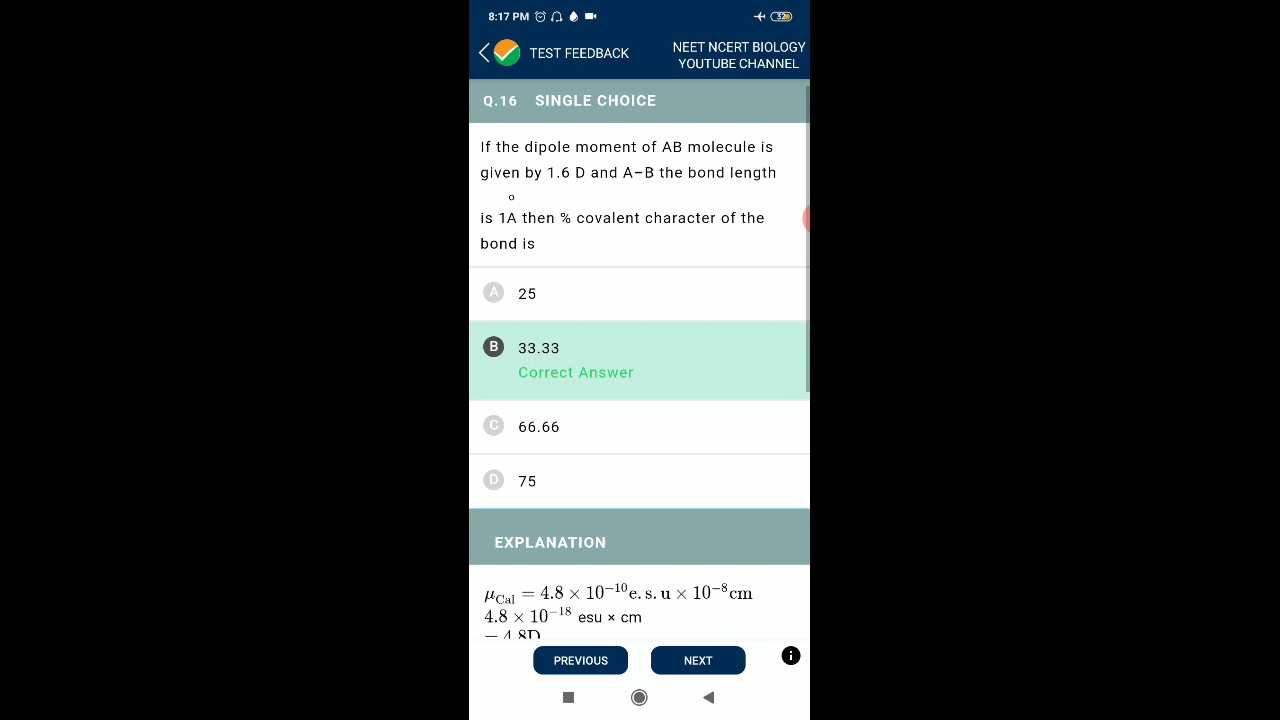 8:17 PM
32
TEST FEEDBACK
NEET NCERT BIOLOGY
YOUTUBE CHANNEL
Q.16 SINGLE CHOICE
If the dipole moment of AB molecule is
given by 1.6 D and A–B the bond length
o
is 1A then % covalent character of the
bond is
A 25
B 33.33
Correct Answer
C 66.66
D 75
EXPLANATION
μCal = 4.8 × 10⁻¹⁰e.s.u × 10⁻⁸cm
4.8 × 10⁻¹⁸ esu × cm
= 4.8D
PREVIOUS
NEXT